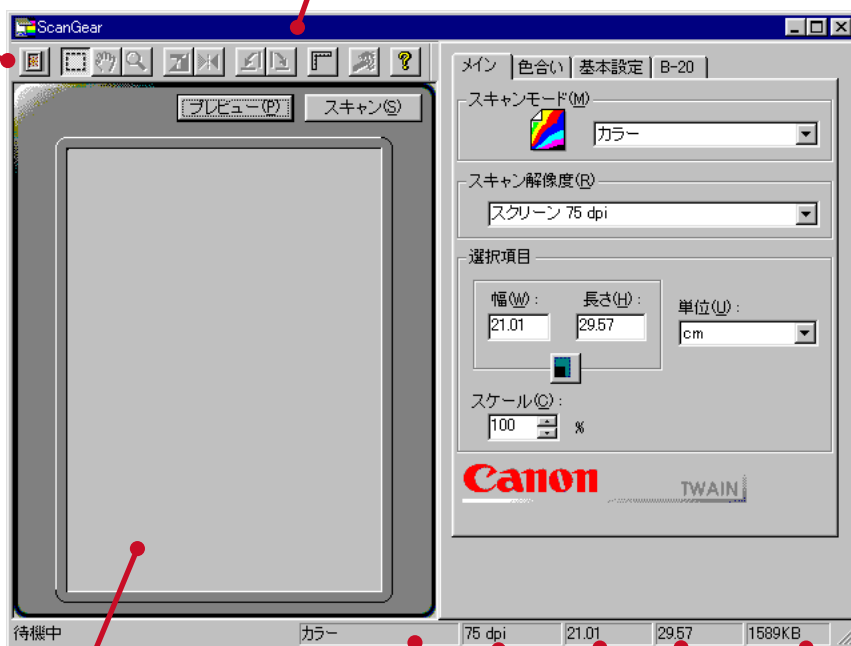 ScanGear
プレビュー(P) スキャン(S)
メイン 色合い 基本設定 B-20
スキャンモード(M)
カラー
スキャン解像度(R)
スクリーン 75 dpi
選択項目
幅(W) : 長さ(H) : 単位(U) :
21.01 29.57 cm
スケール(C) :
100 %
Canon TWAIN
待機中 カラー 75 dpi 21.01 29.57 1589KB